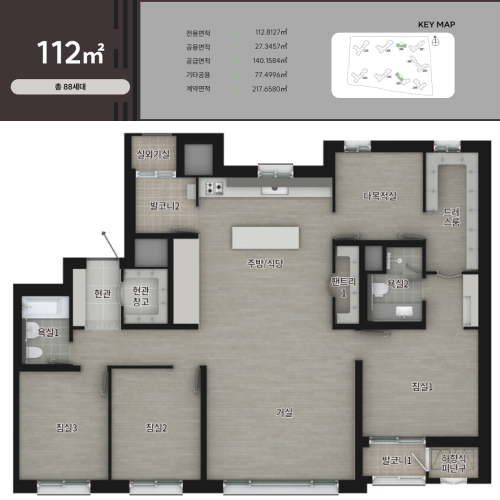 112㎡
총 88세대
전용면적 112.8127㎡
공용면적 27.3457㎡
공급면적 140.1584㎡
기타공용 77.4996㎡
계약면적 217.6580㎡
KEY MAP
실외기실
발코니2
다목적실
드레
스룸
주방/식당
현관
현관
창고
팬트리
1
욕실2
욕실1
침실3
침실2
거실
침실1
발코니1
하향식
피난구